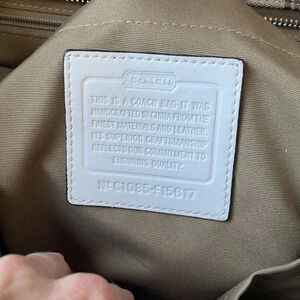 COACH
THIS IS A COACH BAG. IT WAS
HANDCRAFTED IN CHINA FROM THE
FINEST MATERIALS AND LEATHER.
ITS SUPERIOR CRAFTSMANSHIP
REFLECTS OUR COMMITMENT TO
ENDURING QUALITY.
No C1085-F15817